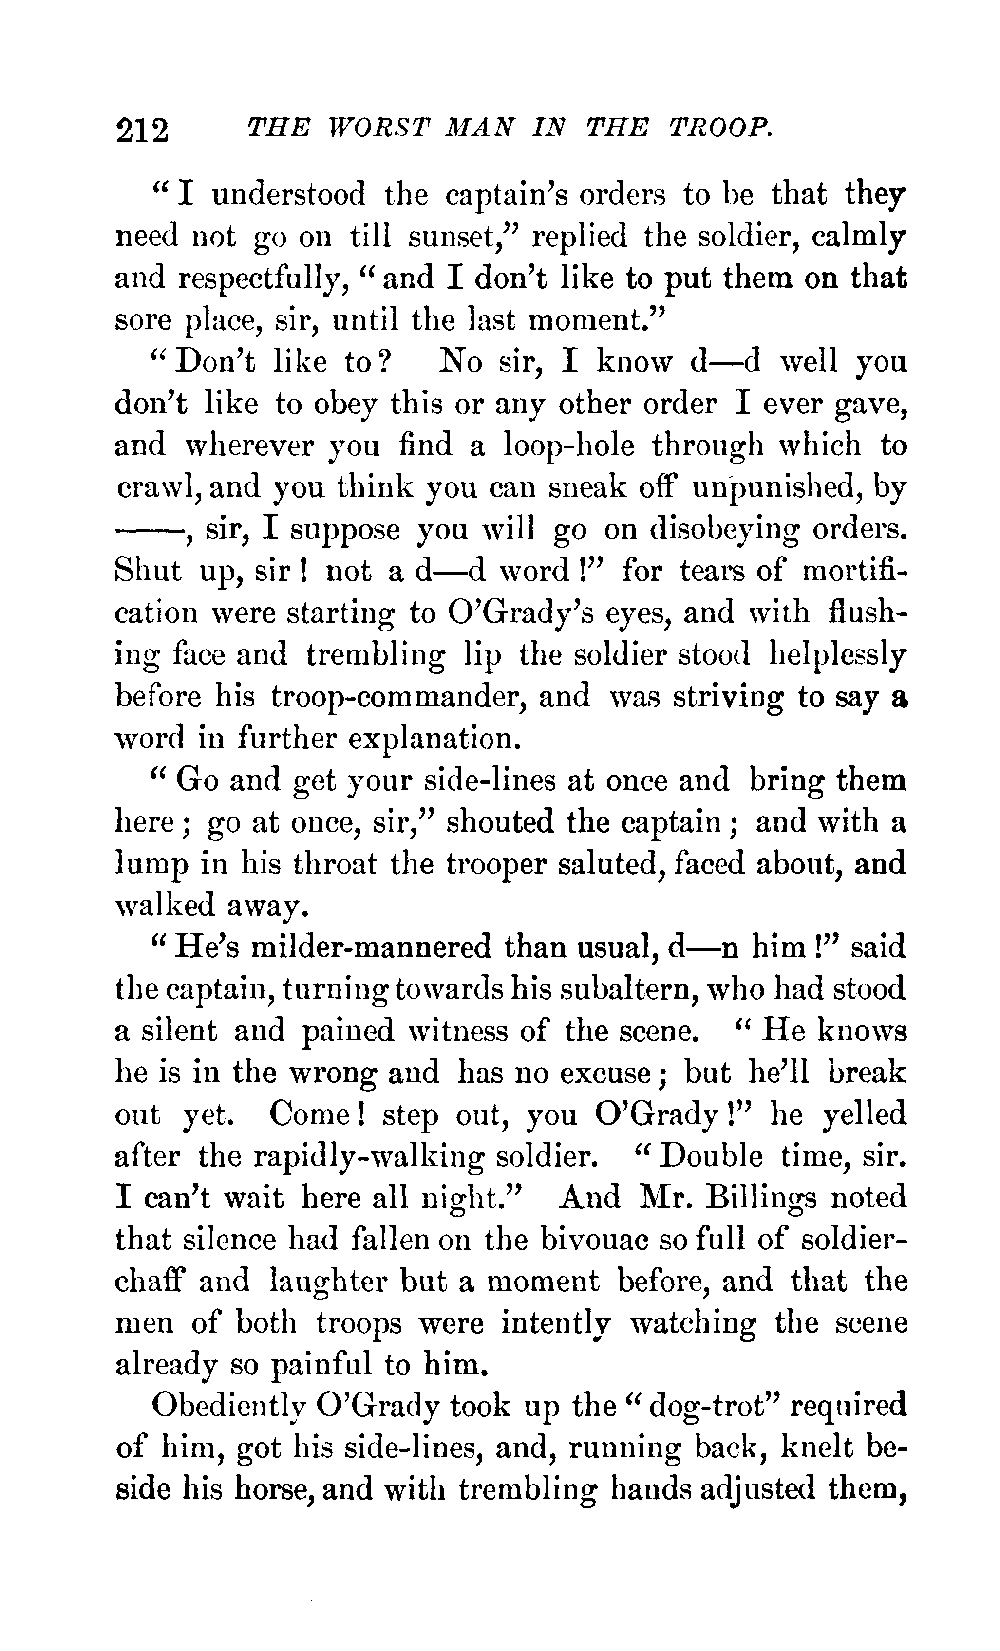 212 THE WORST MAN IN THE TROOP.
“ I understood the captain’s orders to be that they
need not go on till sunset,” replied the soldier, calmly
and respectfully, “ and I don’t like to put them on that
sore place, sir, until the last moment.”
“ Don’t like to ? No sir, I know d—d well you
don’t like to obey this or any other order I ever gave,
and wherever you find a loop-hole through which to
crawl, and you think you can sneak off unpunished, by
——, sir, I suppose you will go on disobeying orders.
Shut up, sir ! not a d—d word !” for tears of mortifi-
cation were starting to O’Grady’s eyes, and with flush-
ing face and trembling lip the soldier stood helplessly
before his troop-commander, and was striving to say a
word in further explanation.
“ Go and get your side-lines at once and bring them
here ; go at once, sir,” shouted the captain ; and with a
lump in his throat the trooper saluted, faced about, and
walked away.
“ He’s milder-mannered than usual, d—n him !” said
the captain, turning towards his subaltern, who had stood
a silent and pained witness of the scene. “ He knows
he is in the wrong and has no excuse ; but he’ll break
out yet. Come ! step out, you O’Grady !” he yelled
after the rapidly-walking soldier. “ Double time, sir.
I can’t wait here all night.” And Mr. Billings noted
that silence had fallen on the bivouac so full of soldier-
chaff and laughter but a moment before, and that the
men of both troops were intently watching the scene
already so painful to him.
Obediently O’Grady took up the “ dog-trot” required
of him, got his side-lines, and, running back, knelt be-
side his horse, and with trembling hands adjusted them,